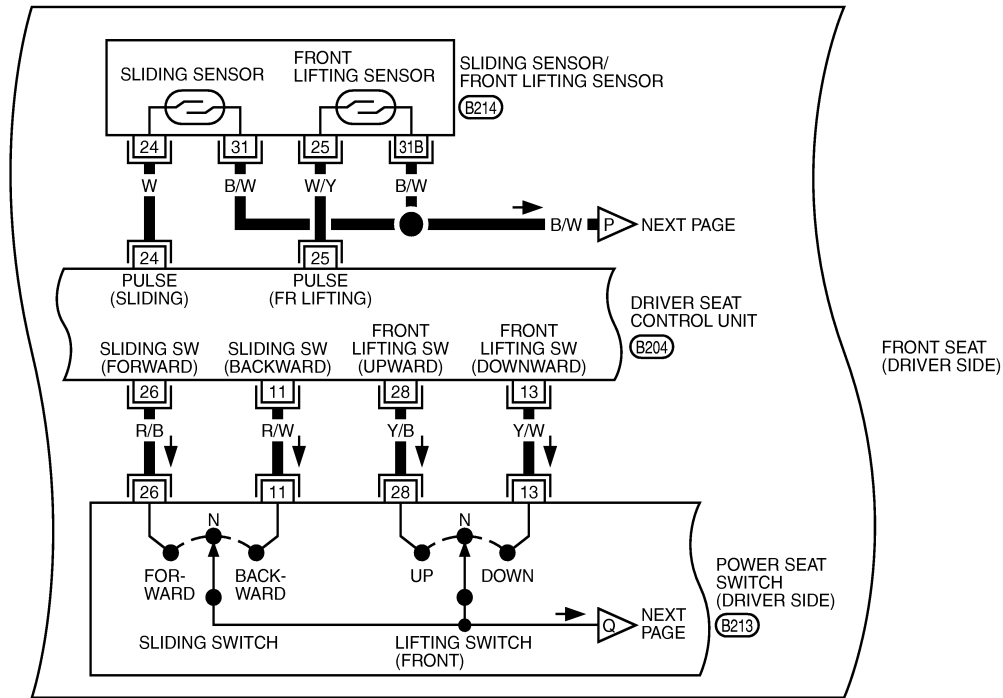 SLIDING SENSOR
FRONT
LIFTING SENSOR
SLIDING SENSOR/
FRONT LIFTING SENSOR
B214
24
31
25
31B
W
B/W
W/Y
B/W
B/W
P
NEXT PAGE
24
25
PULSE
(SLIDING)
PULSE
(FR LIFTING)
DRIVER SEAT
CONTROL UNIT
B204
SLIDING SW
(FORWARD)
SLIDING SW
(BACKWARD)
FRONT
LIFTING SW
(UPWARD)
FRONT
LIFTING SW
(DOWNWARD)
FRONT SEAT
(DRIVER SIDE)
26
11
28
13
R/B
R/W
Y/B
Y/W
26
11
28
13
N
N
FOR-
WARD
BACK-
WARD
UP
DOWN
POWER SEAT
SWITCH
(DRIVER SIDE)
B213
Q
NEXT
PAGE
SLIDING SWITCH
LIFTING SWITCH
(FRONT)